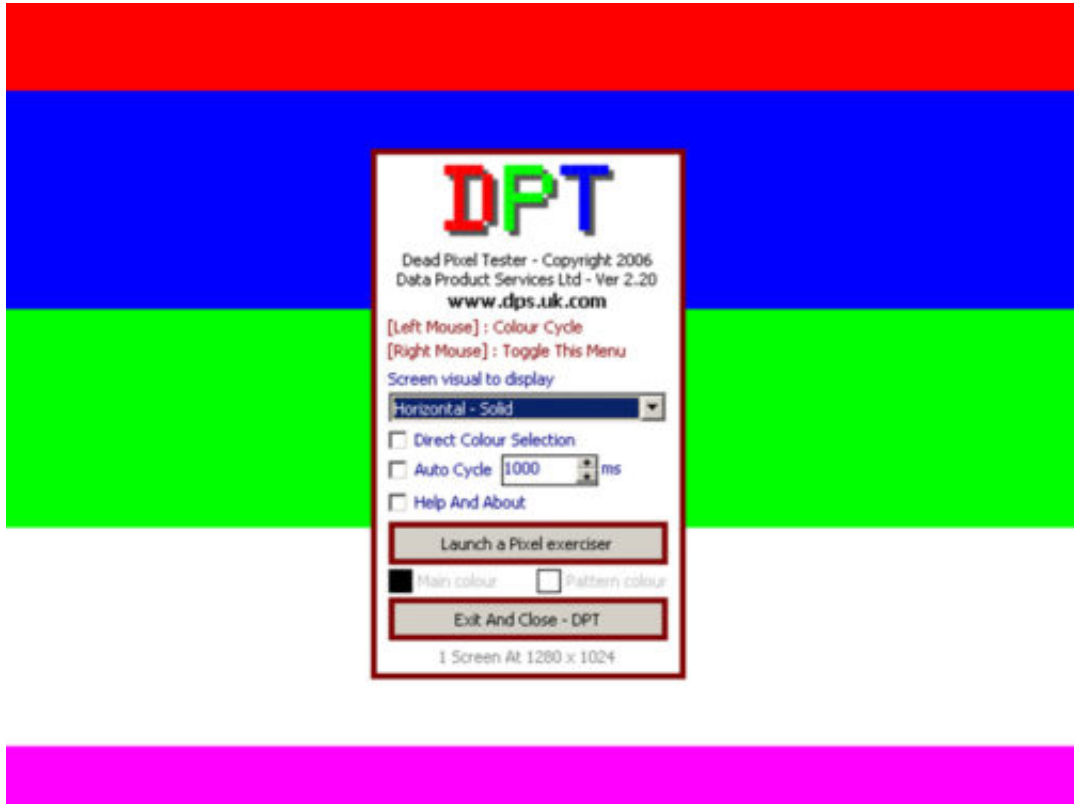 DPT
Dead Pixel Tester - Copyright 2006
Data Product Services Ltd - Ver 2.20
www.dps.uk.com
[Left Mouse] : Colour Cycle
[Right Mouse] : Toggle This Menu
Screen visual to display
Horizontal - Solid
Direct Colour Selection
Auto Cycle 1000 ms
Help And About
Launch a Pixel exerciser
Main colour Pattern colour
Exit And Close - DPT
1 Screen At 1280 x 1024